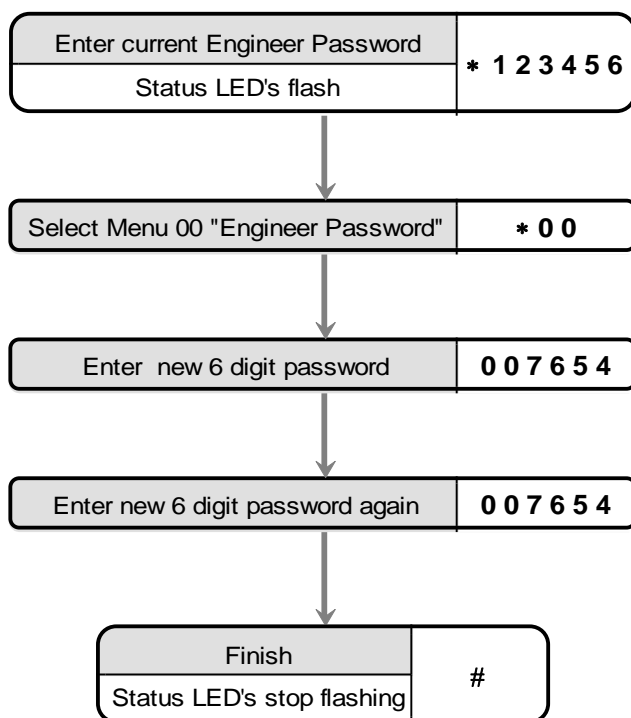 Enter current Engineer Password
* 1 2 3 4 5 6
Status LED's flash
Select Menu 00 "Engineer Password"
* 0 0
Enter new 6 digit password
0 0 7 6 5 4
Enter new 6 digit password again
0 0 7 6 5 4
Finish
#
Status LED's stop flashing